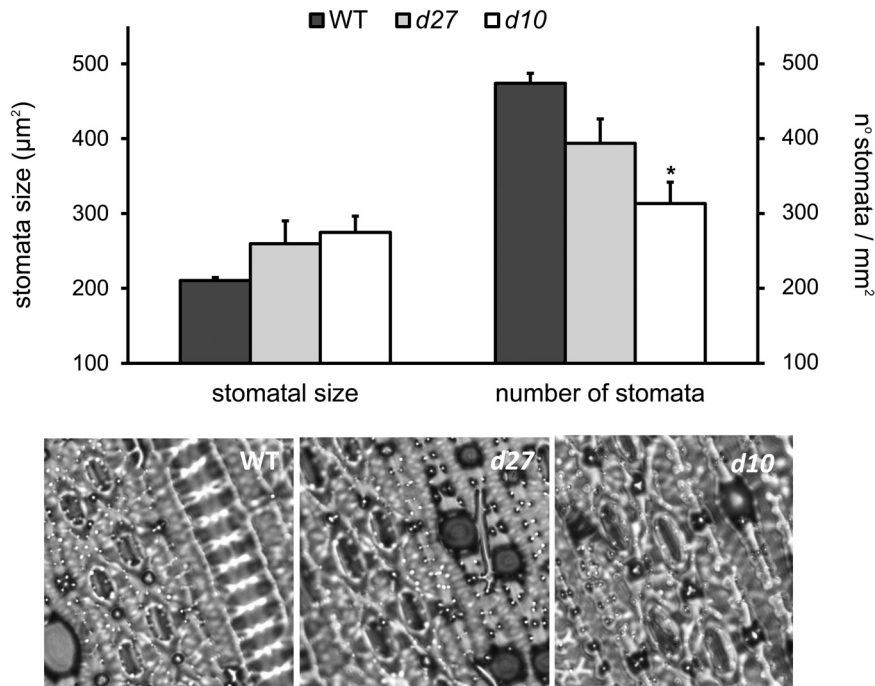 WT d27 d10
stomata size (µm²)
500
400
300
200
100
500
400
300
200
100
n° stomata / mm²
*
stomatal size number of stomata
WT d27 d10